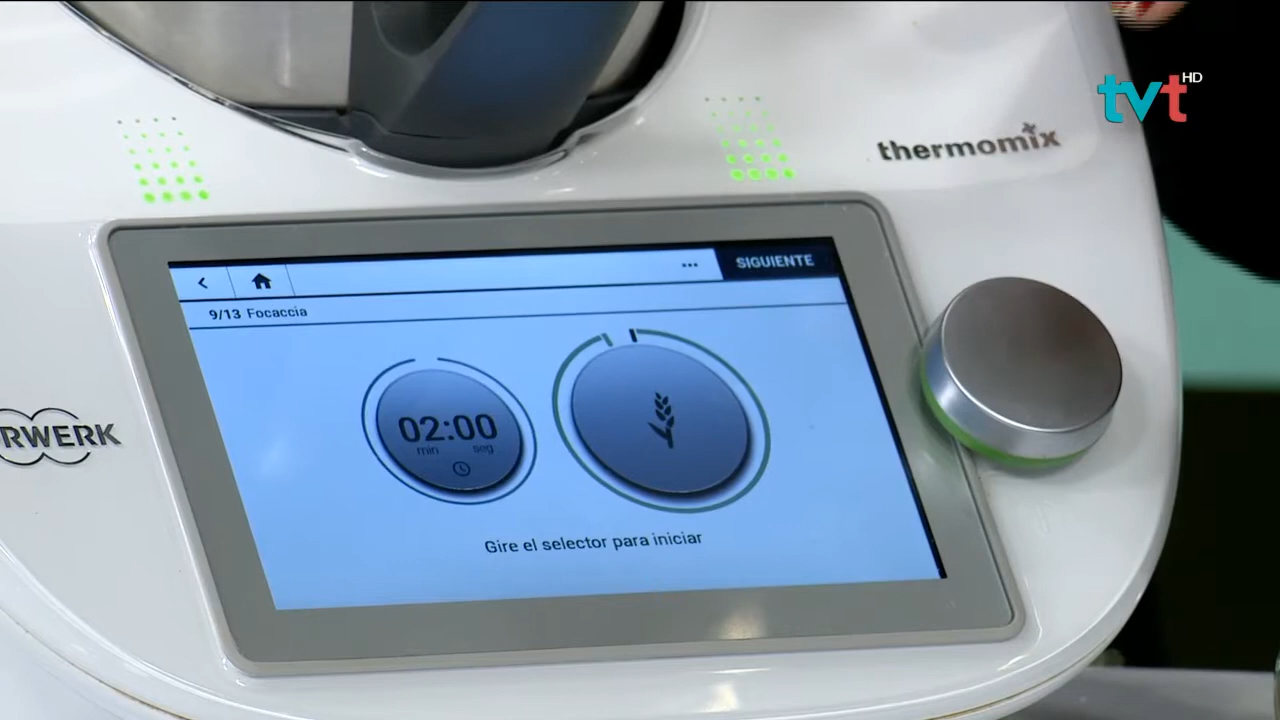 tvt HD
thermomix
SIGUIENTE
9/13 Focaccia
02:00
min seg
RWERK
Gire el selector para iniciar